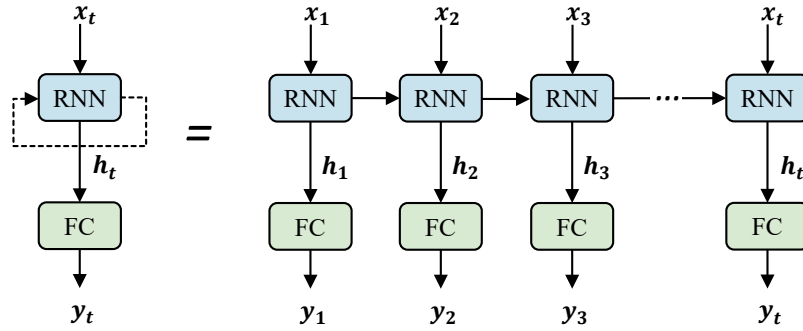 x_t x_1 x_2 x_3 x_t
RNN = RNN RNN RNN ... RNN
h_t h_1 h_2 h_3 h_t
FC FC FC FC FC
y_t y_1 y_2 y_3 y_t